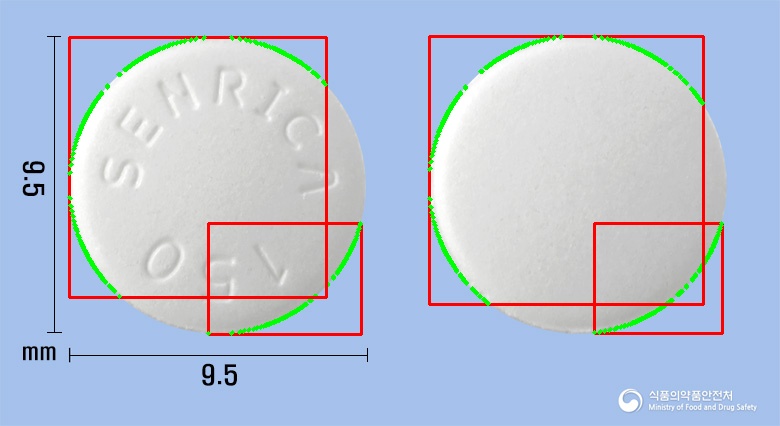 SEHRICA
150
9.5
mm
9.5
식품의약품안전처
Ministry of Food and Drug Safety